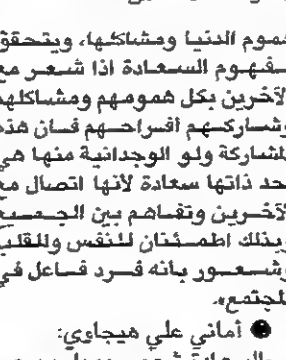 هموم الدنيا ومشاكلها، ويتحقق
مفهوم السعادة اذا شعر مع
الآخرين بكل همومهم ومشاكلهم
وشاركهم افراحهم فان هذه
المشاركة ولو الوجدانية منها هي
بحد ذاتها سعادة لأنها اتصال مع
الآخرين وتفاهم بين الجميع
وبذلك اطمئنان للنفس وللقلب
وشعور بأنه فرد فاعل في
المجتمع».
● أماني علي هيجاوي: